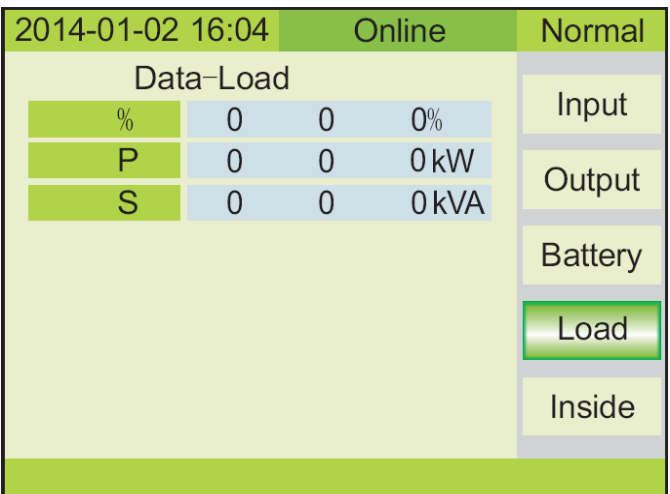 2014-01-02 16:04 Online Normal
Data-Load
% 0 0 0%
P 0 0 0kW
S 0 0 0kVA
Input
Output
Battery
Load
Inside